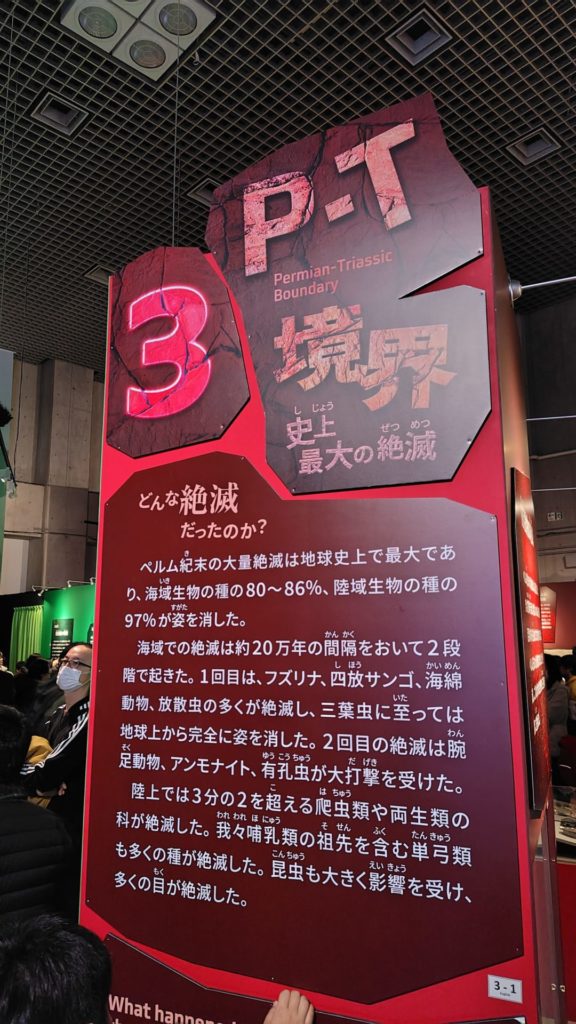 3
P-T
Permian-Triassic
Boundary
境界
史上
最大の絶滅
どんな絶滅
だったのか?
ペルム紀末の大量絶滅は地球史上で最大であ
り、海域生物の種の80〜86%、陸域生物の種の
97%が姿を消した。
海域での絶滅は約20万年の間隔をおいて2段
階で起きた。1回目は、フズリナ、四放サンゴ、海綿
動物、放散虫の多くが絶滅し、三葉虫に至っては
地球上から完全に姿を消した。2回目の絶滅は腕
足動物、アンモナイト、有孔虫が大打撃を受けた。
陸上では3分の2を超える爬虫類や両生類の
科が絶滅した。我々哺乳類の祖先を含む単弓類
も多くの種が絶滅した。昆虫も大きく影響を受け、
多くの目が絶滅した。
3-1
English
What happened